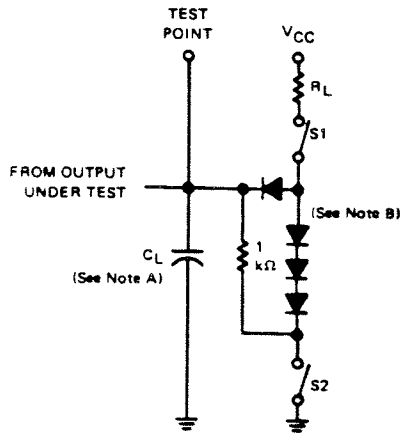 TEST
POINT
VCC
RL
S1
FROM OUTPUT
UNDER TEST
(See Note B)
CL
(See Note A)
1
kΩ
S2